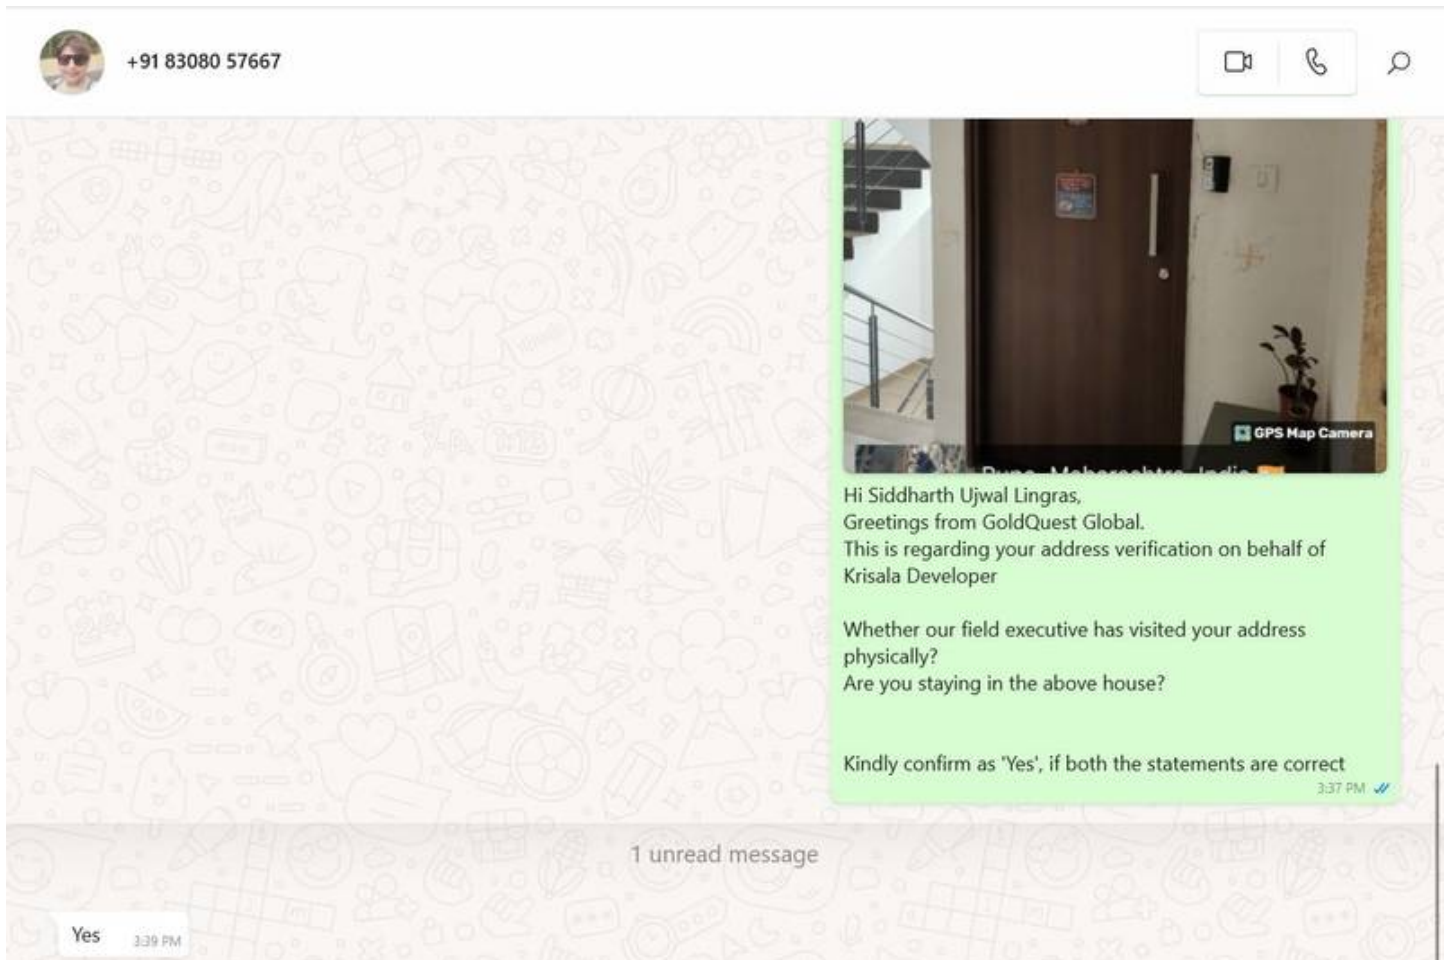 +91 83080 57667
GPS Map Camera
Pune, Maharashtra, India
Hi Siddharth Ujwal Lingras,
Greetings from GoldQuest Global.
This is regarding your address verification on behalf of
Krisala Developer
Whether our field executive has visited your address
physically?
Are you staying in the above house?
Kindly confirm as 'Yes', if both the statements are correct
3:37 PM
1 unread message
Yes
3:39 PM